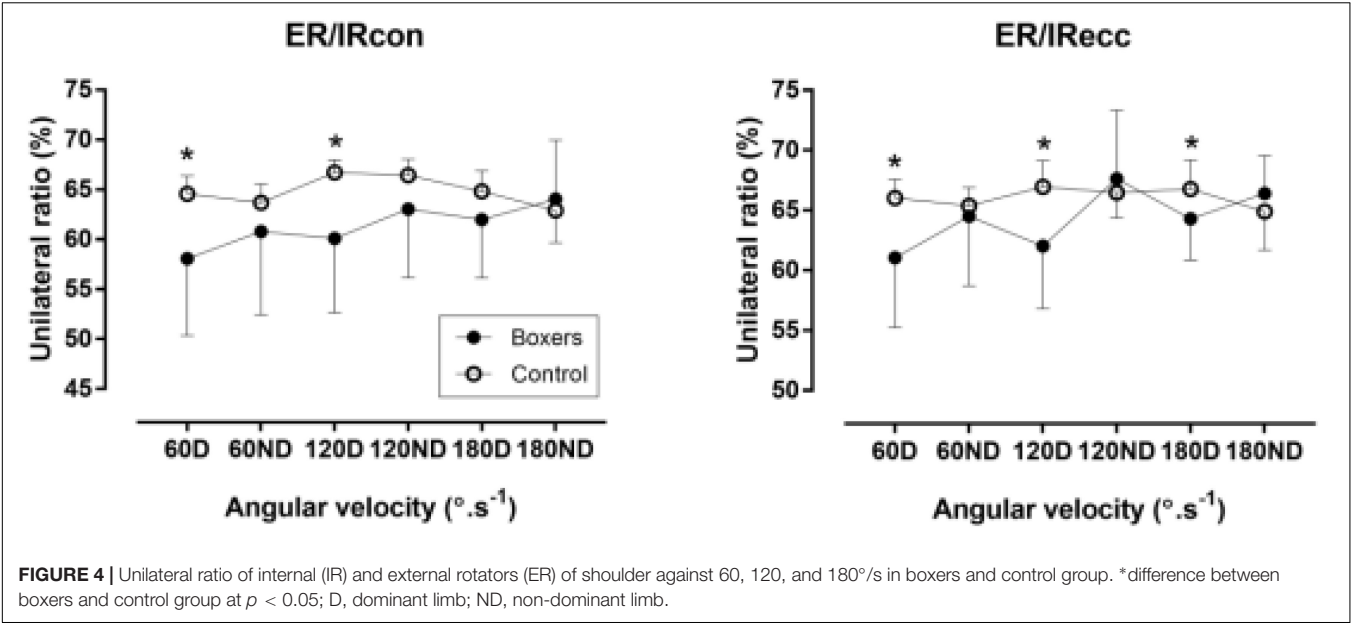 ER/IRcon
Unilateral ratio (%)
75
70
65
60
55
50
45
* *
Boxers
Control
60D 60ND 120D 120ND 180D 180ND
Angular velocity (°.s-1)
ER/IRecc
Unilateral ratio (%)
75
70
65
60
55
50
* * *
60D 60ND 120D 120ND 180D 180ND
Angular velocity (°.s-1)
FIGURE 4 | Unilateral ratio of internal (IR) and external rotators (ER) of shoulder against 60, 120, and 180°/s in boxers and control group. *difference between
boxers and control group at p < 0.05; D, dominant limb; ND, non-dominant limb.